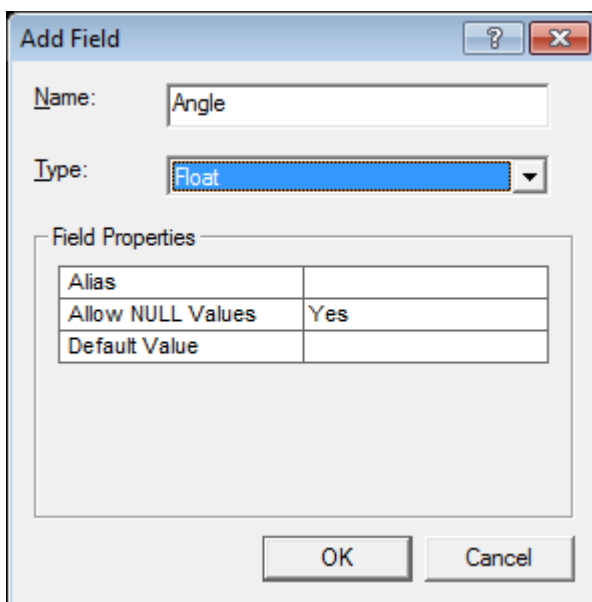 Add Field
?
Name: Angle
Type: Float
Field Properties
Alias
Allow NULL Values Yes
Default Value
OK Cancel